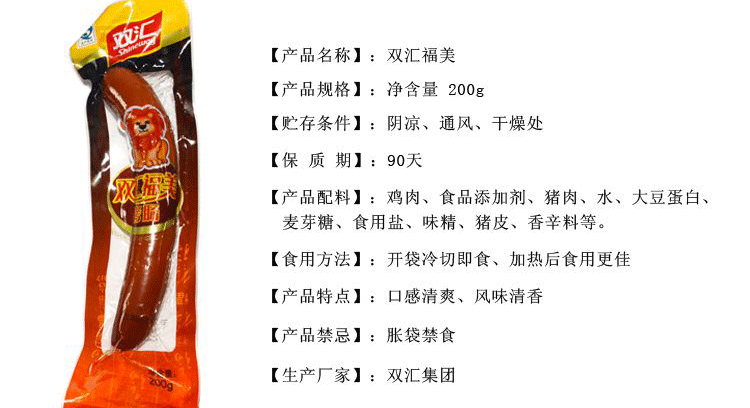 双汇
Shineway
双汇福美
净含量:
200g
【产品名称】:双汇福美
【产品规格】:净含量 200g
【贮存条件】:阴凉、通风、干燥处
【保 质 期】:90天
【产品配料】:鸡肉、食品添加剂、猪肉、水、大豆蛋白、
麦芽糖、食用盐、味精、猪皮、香辛料等。
【食用方法】:开袋冷切即食、加热后食用更佳
【产品特点】:口感清爽、风味清香
【产品禁忌】:胀袋禁食
【生产厂家】:双汇集团